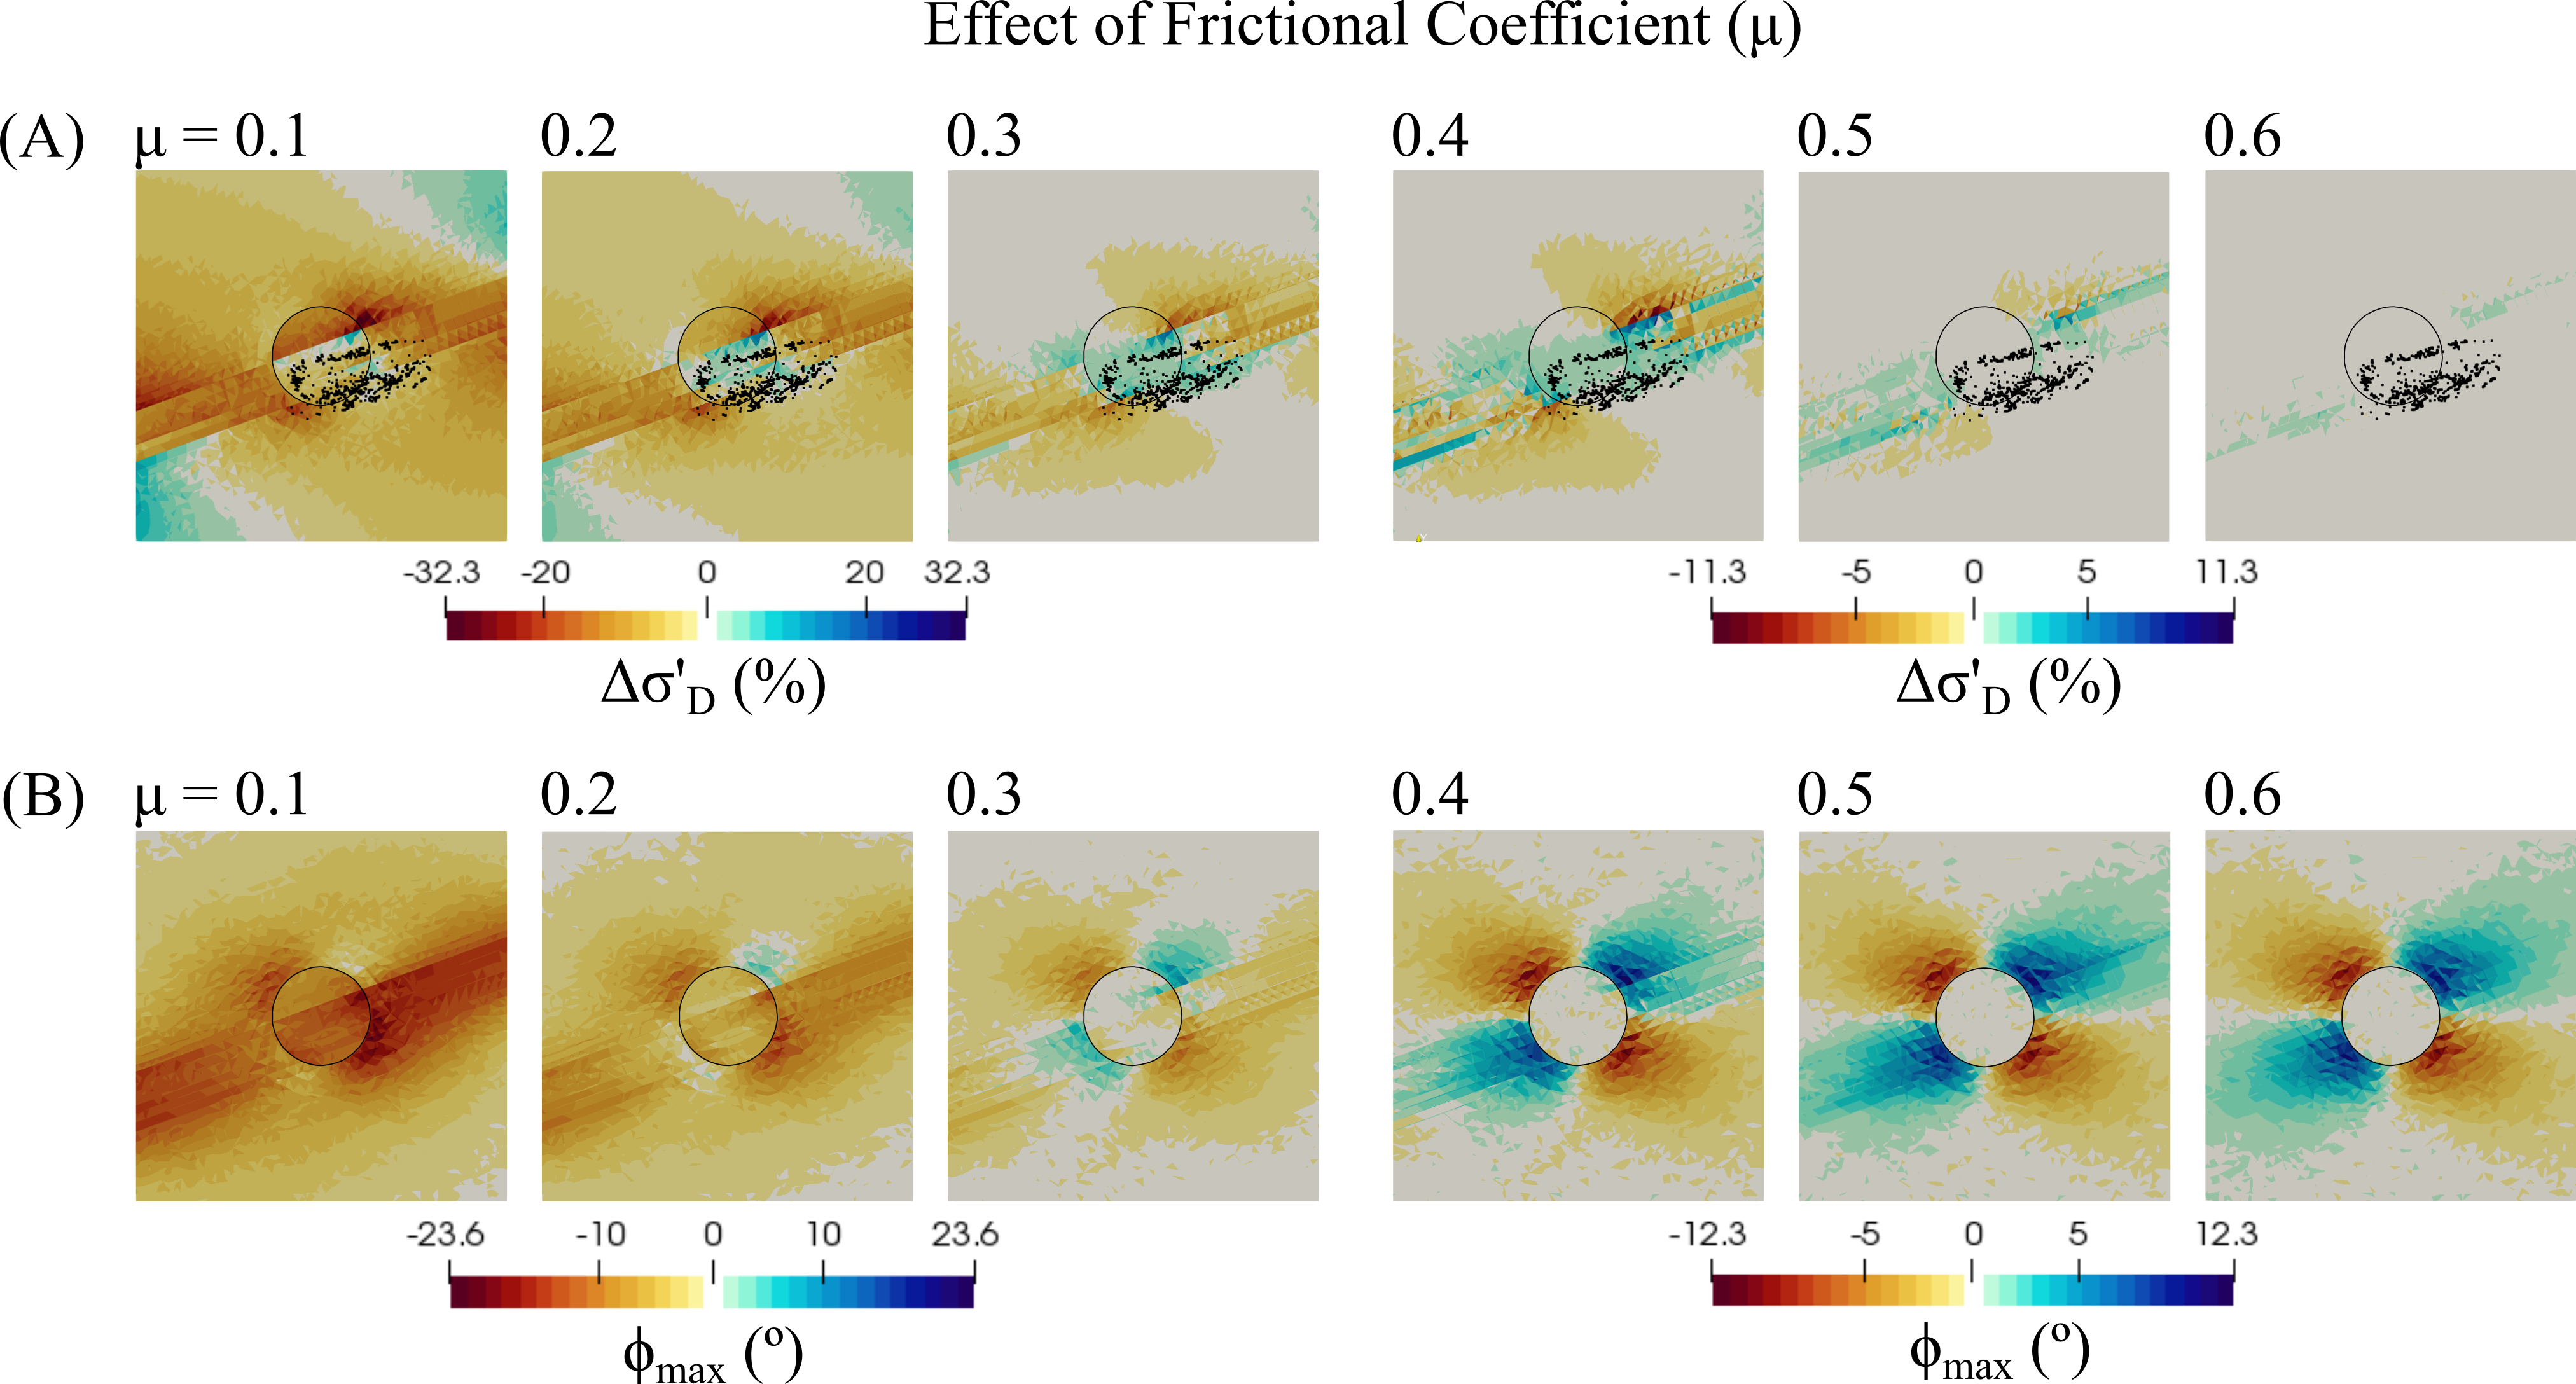 Effect of Frictional Coefficient (μ)
(A) μ = 0.1 0.2 0.3 0.4 0.5 0.6
-32.3 -20 0 20 32.3 -11.3 -5 0 5 11.3
Δσ'D (%) Δσ'D (%)
(B) μ = 0.1 0.2 0.3 0.4 0.5 0.6
-23.6 -10 0 10 23.6 -12.3 -5 0 5 12.3
ϕmax (º) ϕmax (º)